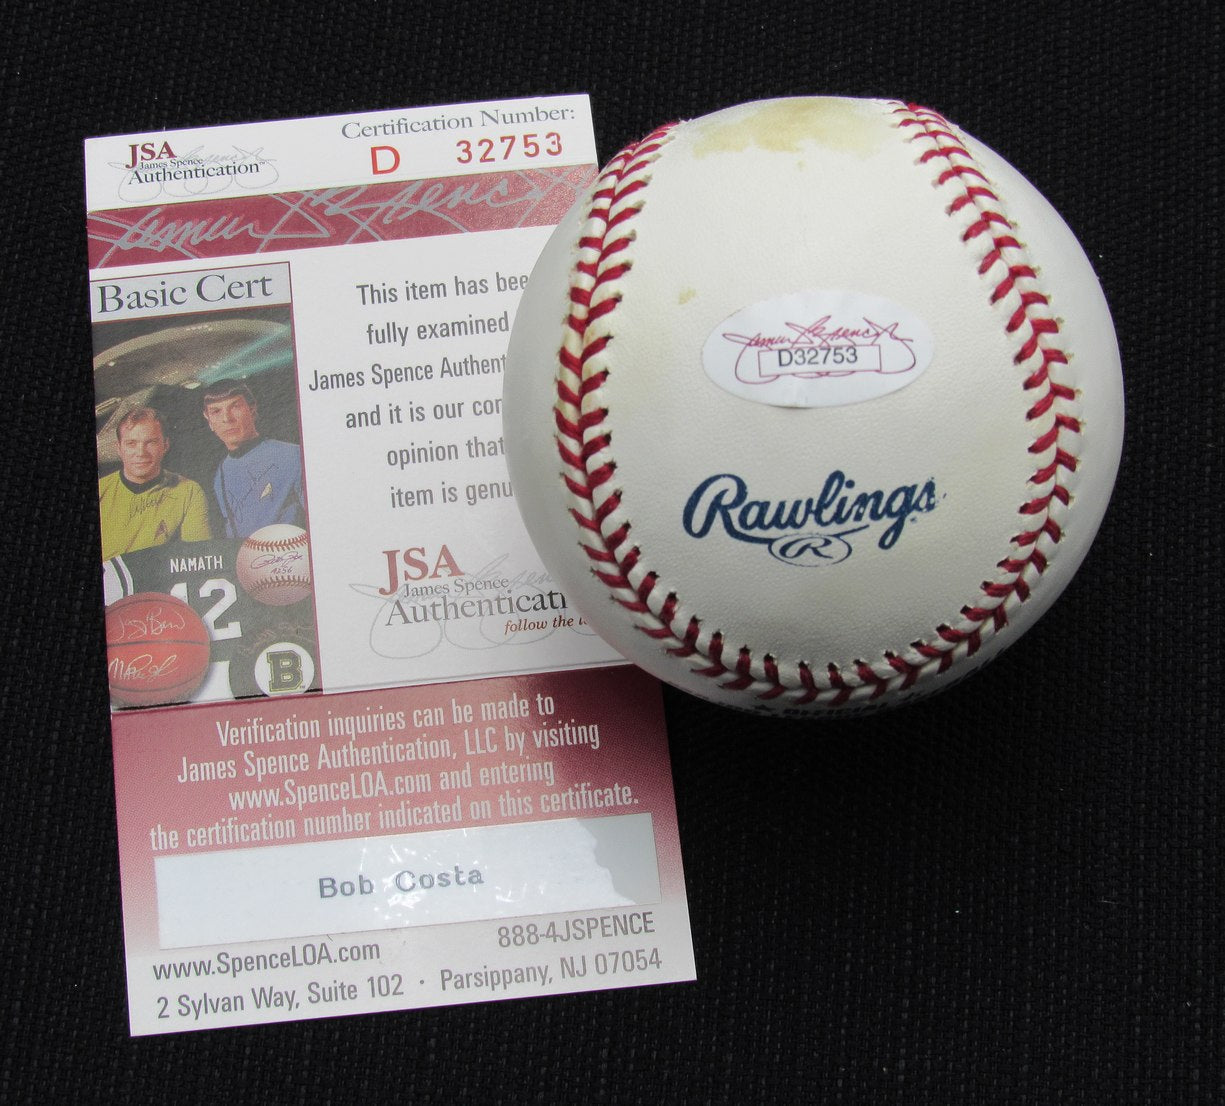 JSA
James Spence
Authentication™
Certification Number:
D 32753
Basic Cert
This item has bee
fully examined
James Spence Authent
and it is our cor
opinion that
item is genu
NAMATH
12
B
JSA
James Spence
Authenticati
follow the
Verification inquiries can be made to
James Spence Authentication, LLC by visiting
www.SpenceLOA.com and entering
the certification number indicated on this certificate.
Bob Costa
888-4JSPENCE
www.SpenceLOA.com
2 Sylvan Way, Suite 102 · Parsippany, NJ 07054
D32753
Rawlings
R